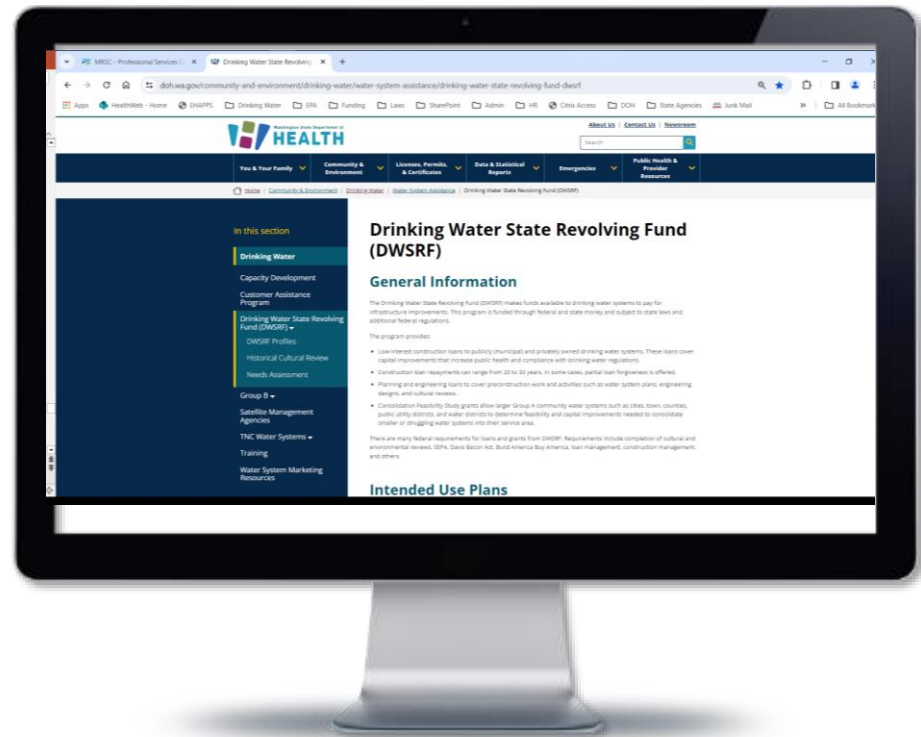 MRSC - Professional Services C
Drinking Water State Revolving
doh.wa.gov/community-and-environment/drinking-water/water-system-assistance/drinking-water-state-revolving-fund-dwsrf
Apps HealthWeb - Home EHAPPS Drinking Water EPA Funding Laws SharePoint Admin HR Citrix Access DOH State Agencies Junk Mail All Bookmark
About Us | Contact Us | Newsroom
Washington State Department of
HEALTH
Search
You & Your Family
Community & Environment
Licenses, Permits, & Certificates
Data & Statistical Reports
Emergencies
Public Health & Provider Resources
Home | Community & Environment | Drinking Water | Water System Assistance | Drinking Water State Revolving Fund (DWSRF)
In this section
Drinking Water
Capacity Development
Customer Assistance
Program
Drinking Water State Revolving
Fund (DWSRF)
DWSRF Profiles
Historical Cultural Review
Needs Assessment
Group B
Satellite Management
Agencies
TNC Water Systems
Training
Water System Marketing
Resources
Drinking Water State Revolving Fund
(DWSRF)
General Information
The Drinking Water State Revolving Fund (DWSRF) makes funds available to drinking water systems to pay for
infrastructure improvements. This program is funded through federal and state money and subject to state laws and
additional federal regulations.
The program provides:
• Low-interest construction loans to publicly (municipal) and privately owned drinking water systems. These loans cover
capital improvements that increase public health and compliance with drinking water regulations.
• Construction loan repayments can range from 20 to 30 years. In some cases, partial loan forgiveness is offered.
• Planning and engineering loans to cover preconstruction work and activities such as water system plans, engineering
designs, and cultural reviews.
• Consolidation Feasibility Study grants allow larger Group A community water systems such as cities, town, counties,
public utility districts, and water districts to determine feasibility and capital improvements needed to consolidate
smaller or struggling water systems into their service area.
There are many federal requirements for loans and grants from DWSRF. Requirements include completion of cultural and
environmental reviews, SEPA, Davis Bacon Act, Build America Buy America, loan management, construction management,
and others.
Intended Use Plans